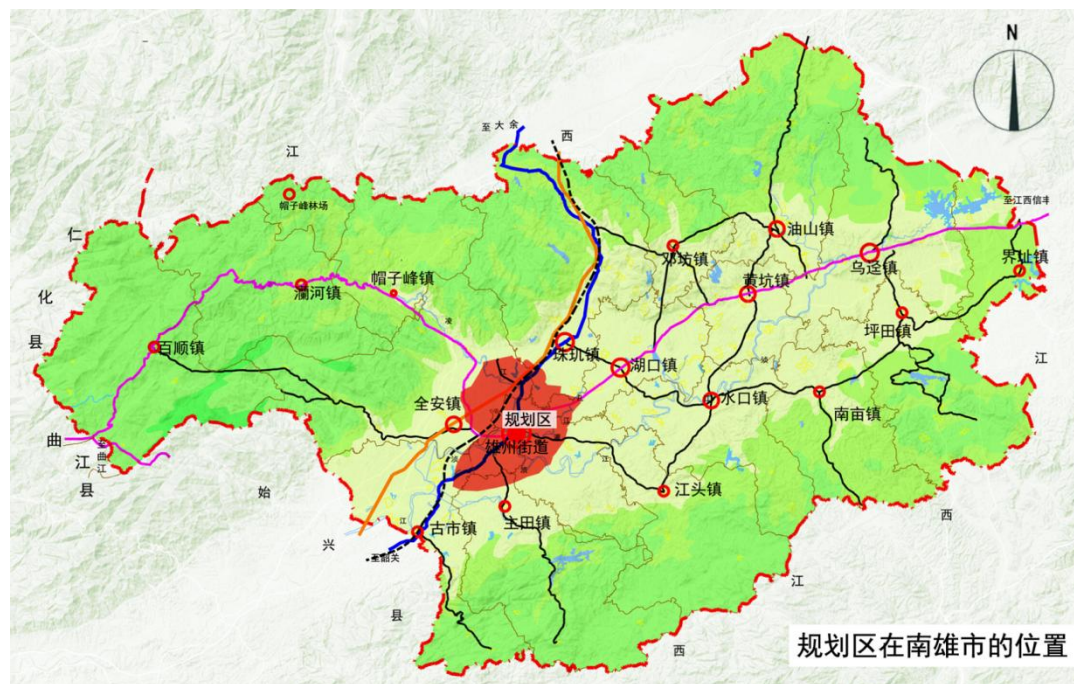 N
至大余
西
江
帽子峰林场
至江西信丰
仁
化
县
油山镇
邓坊镇
乌迳镇
界址镇
澜河镇
帽子峰镇
黄坑镇
坪田镇
百顺镇
珠玑镇
湖口镇
江
水口镇
南亩镇
全安镇
规划区
雄州街道
曲
江
县
至曲江
始
兴
县
江头镇
古市镇
主田镇
至韶关
西
江
西
规划区在南雄市的位置